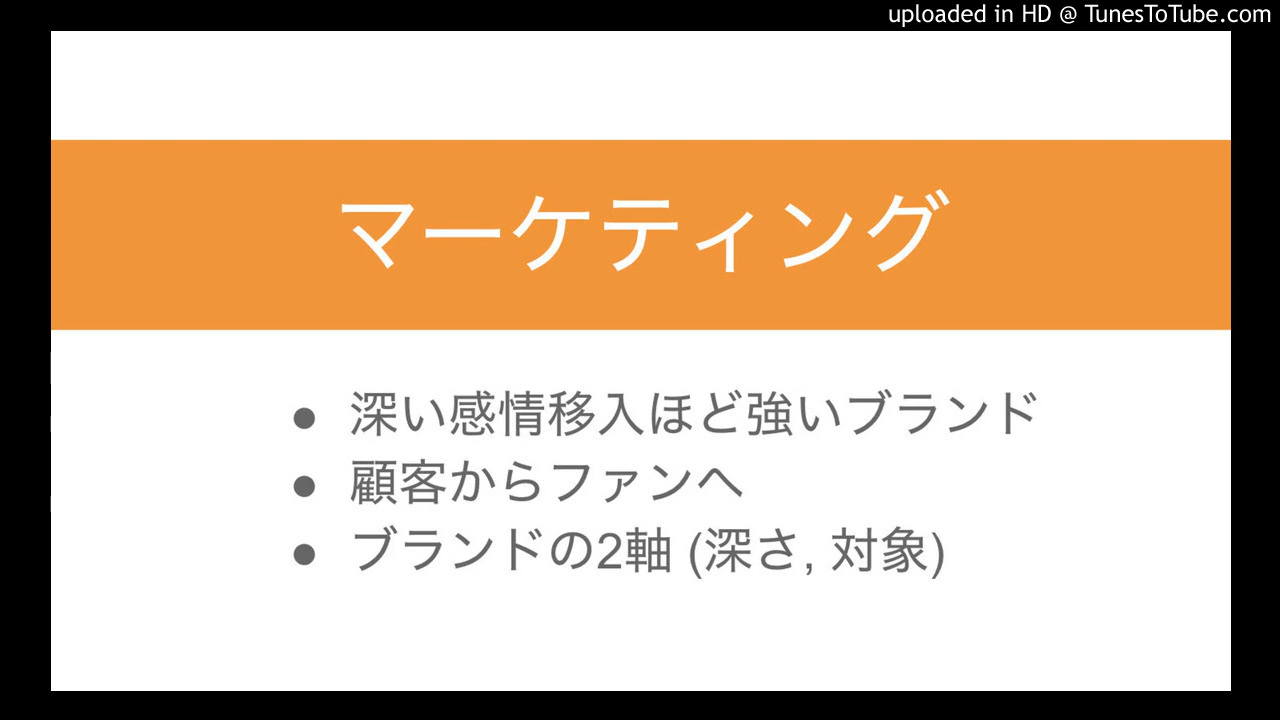 uploaded in HD @ TunesToTube.com
マーケティング
● 深い感情移入ほど強いブランド
● 顧客からファンへ
● ブランドの2軸 (深さ, 対象)